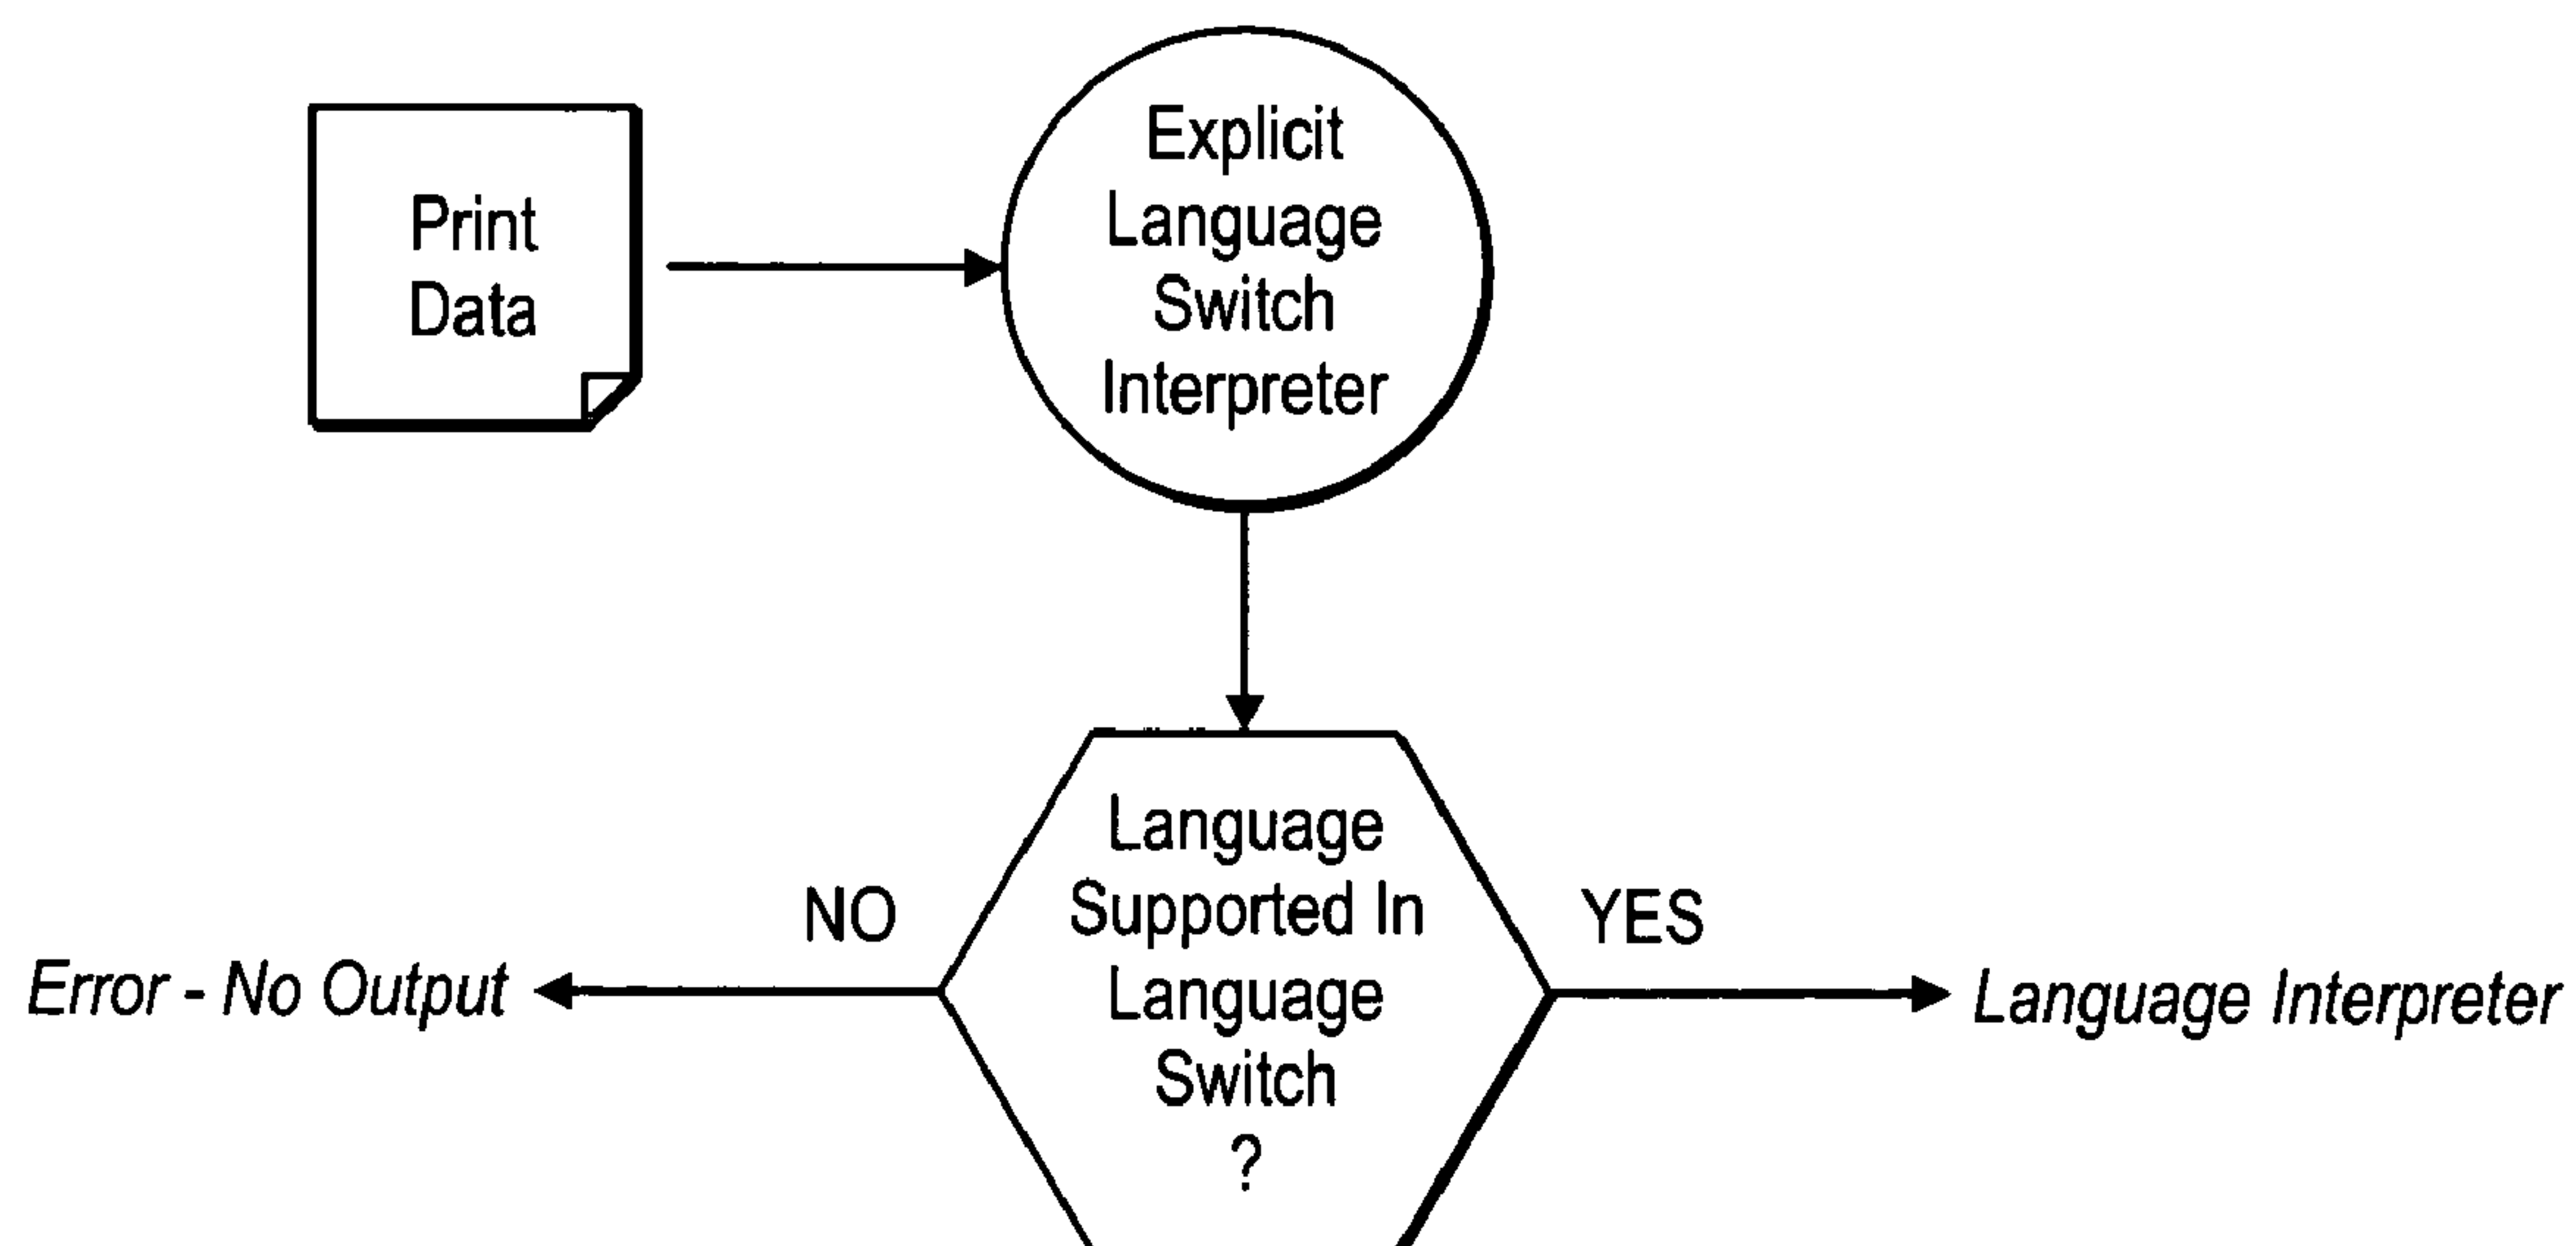 Print
Data
Explicit
Language
Switch
Interpreter
Language
Supported In
Language
Switch
?
NO
Error - No Output
YES
Language Interpreter